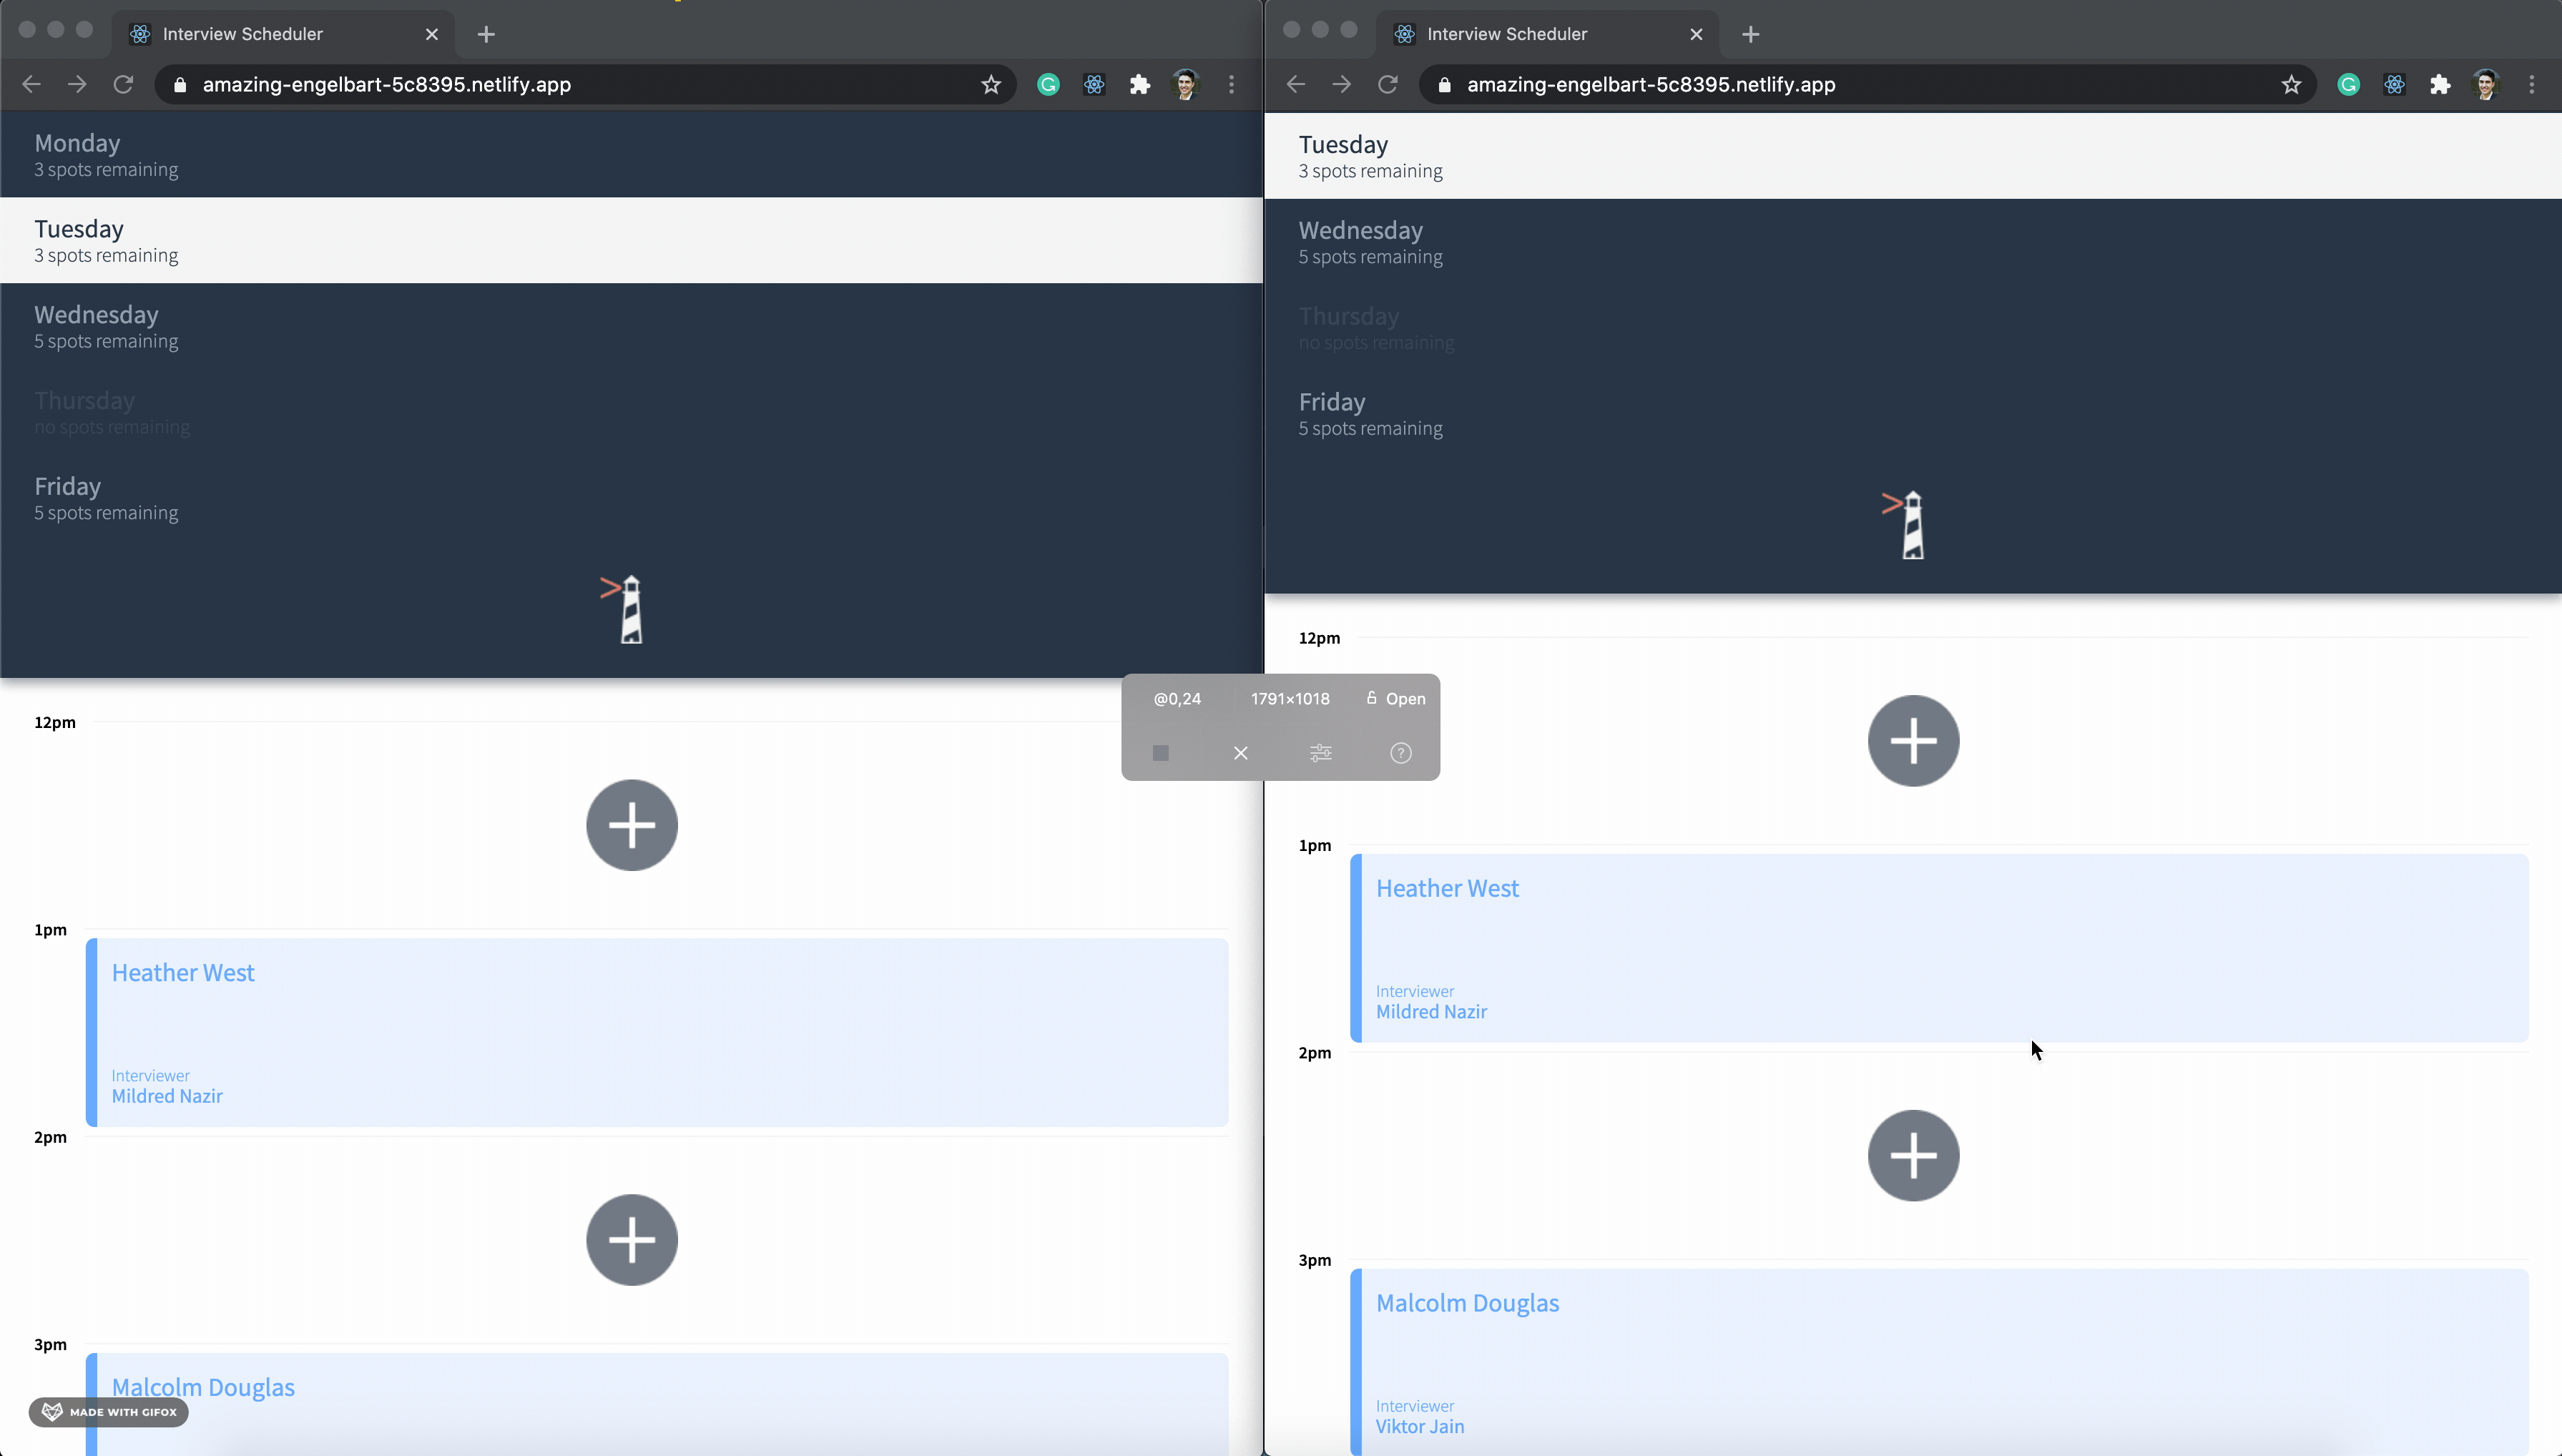 Interview Scheduler
amazing-engelbart-5c8395.netlify.app
Monday
3 spots remaining
Tuesday
3 spots remaining
Wednesday
5 spots remaining
Thursday
no spots remaining
Friday
5 spots remaining
12pm
1pm
Heather West
Interviewer
Mildred Nazir
2pm
3pm
Malcolm Douglas
MADE WITH GIFOX
@0,24 1791×1018 Open
Interview Scheduler
amazing-engelbart-5c8395.netlify.app
Tuesday
3 spots remaining
Wednesday
5 spots remaining
Thursday
no spots remaining
Friday
5 spots remaining
12pm
1pm
Heather West
Interviewer
Mildred Nazir
2pm
3pm
Malcolm Douglas
Interviewer
Viktor Jain